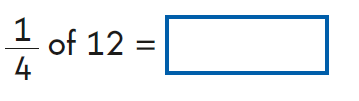 1/4 of 12 =